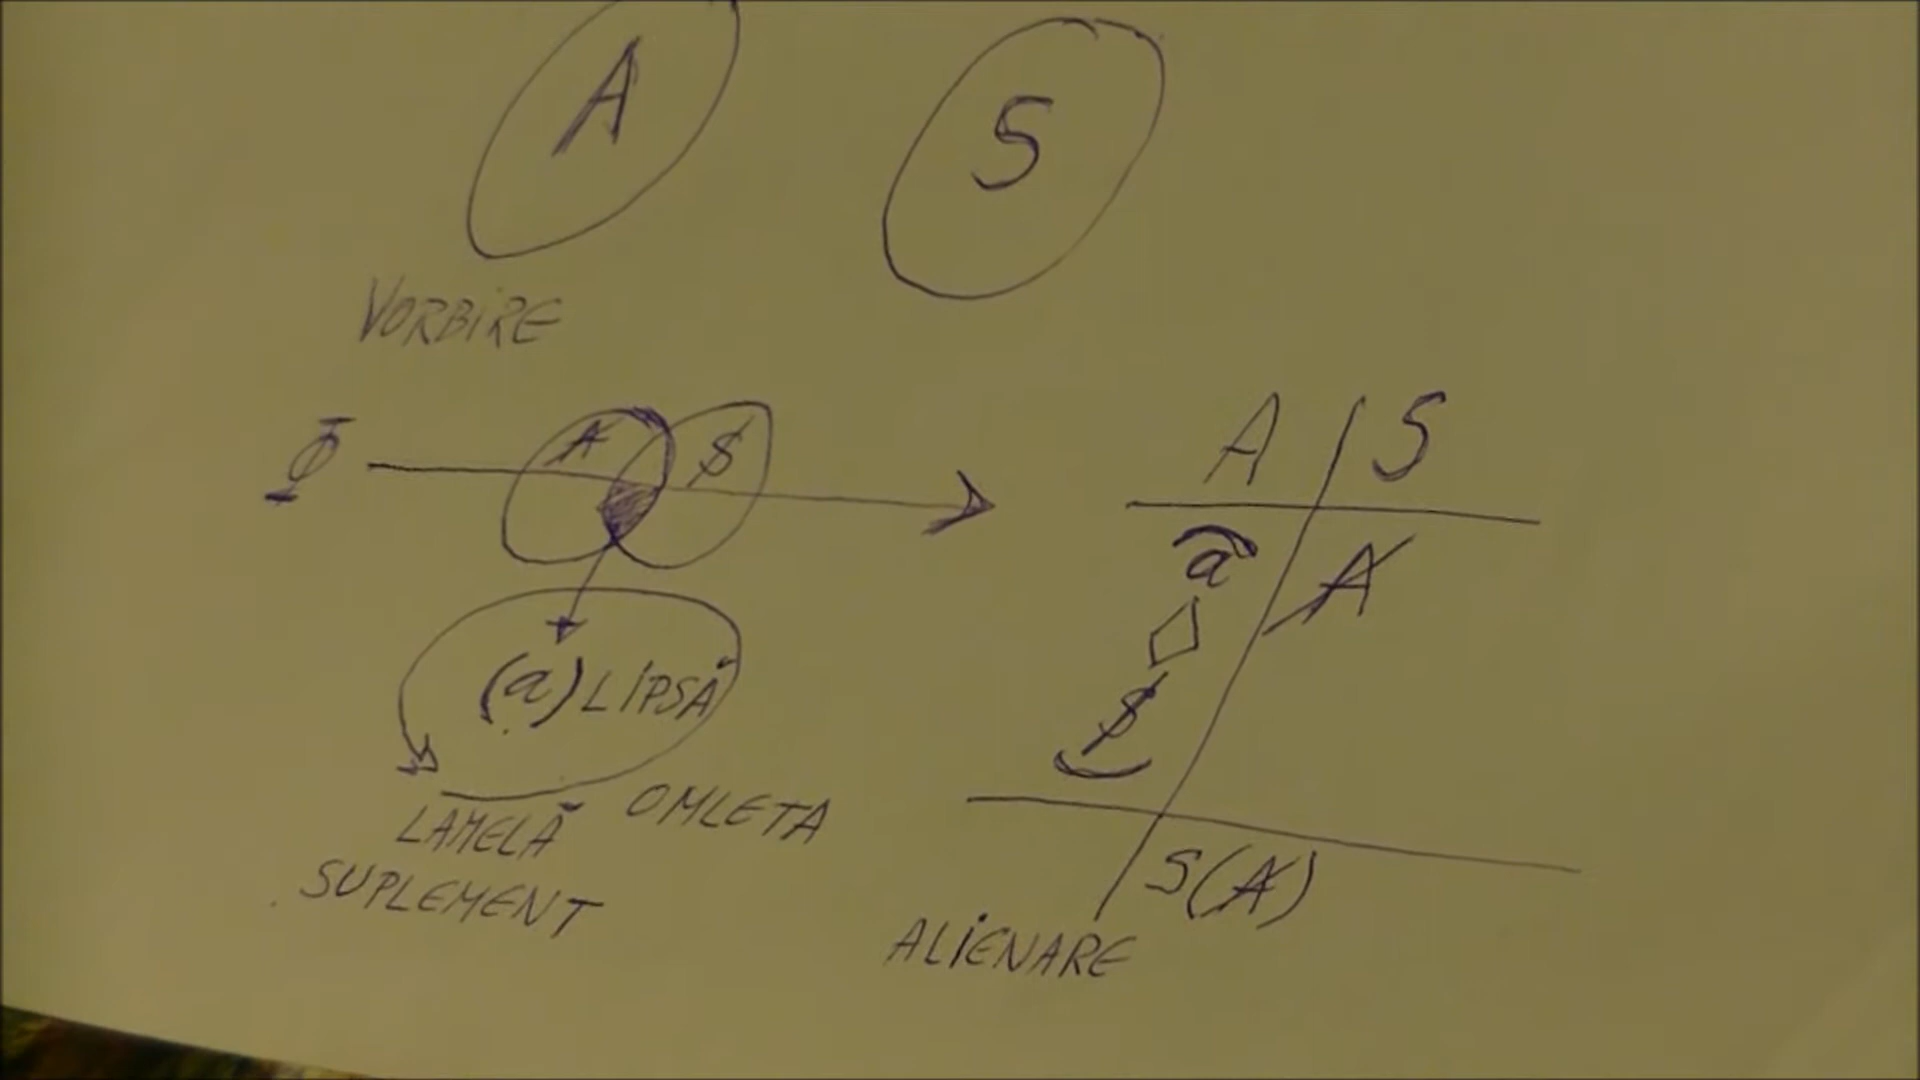 A S
VORBIRE
Φ A̸ $
A S
a A̸
◇
$
(a) LIPSĂ
LAMELĂ OMLETA
SUPLEMENT
S(A̸)
ALIENARE